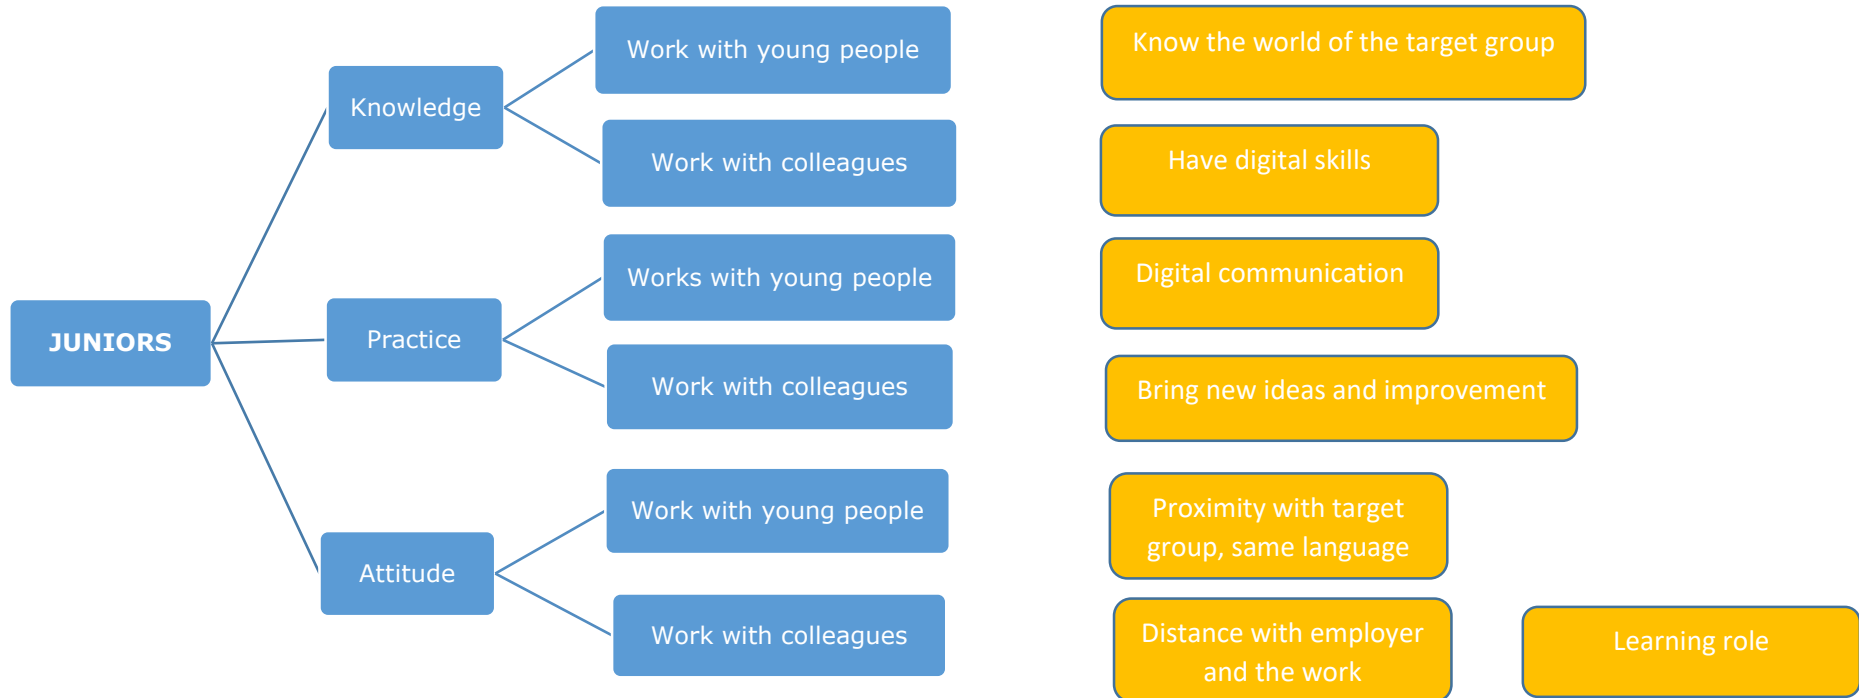 Work with young people
Know the world of the target group
Knowledge
Work with colleagues
Have digital skills
Works with young people
Digital communication
JUNIORS
Practice
Work with colleagues
Bring new ideas and improvement
Work with young people
Proximity with target
group, same language
Attitude
Work with colleagues
Distance with employer
and the work
Learning role